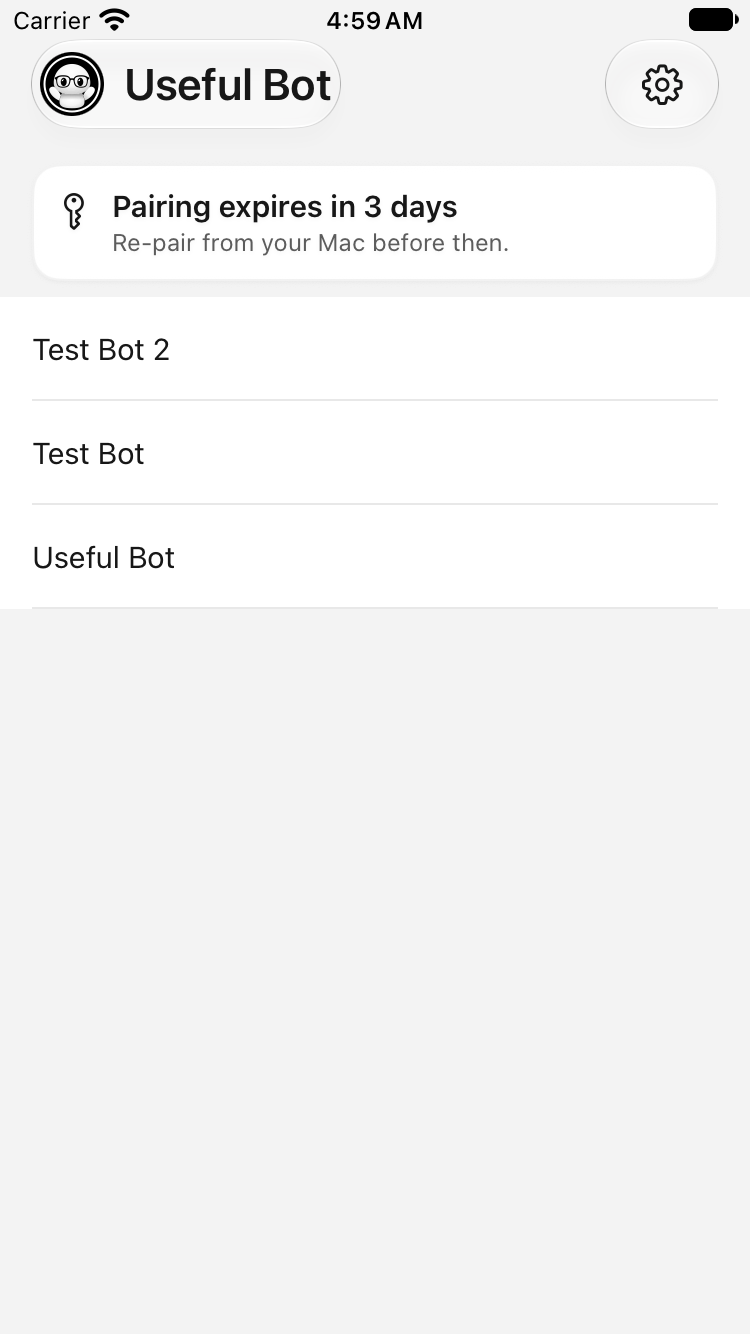 Carrier 4:59 AM
Useful Bot
Pairing expires in 3 days
Re-pair from your Mac before then.
Test Bot 2
Test Bot
Useful Bot